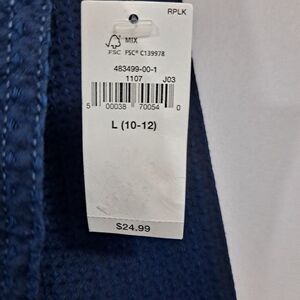 RPLK
MIX
FSC FSC® C139978
483499-00-1
1107 J03
5 00038 70054 0
L (10-12)
$24.99